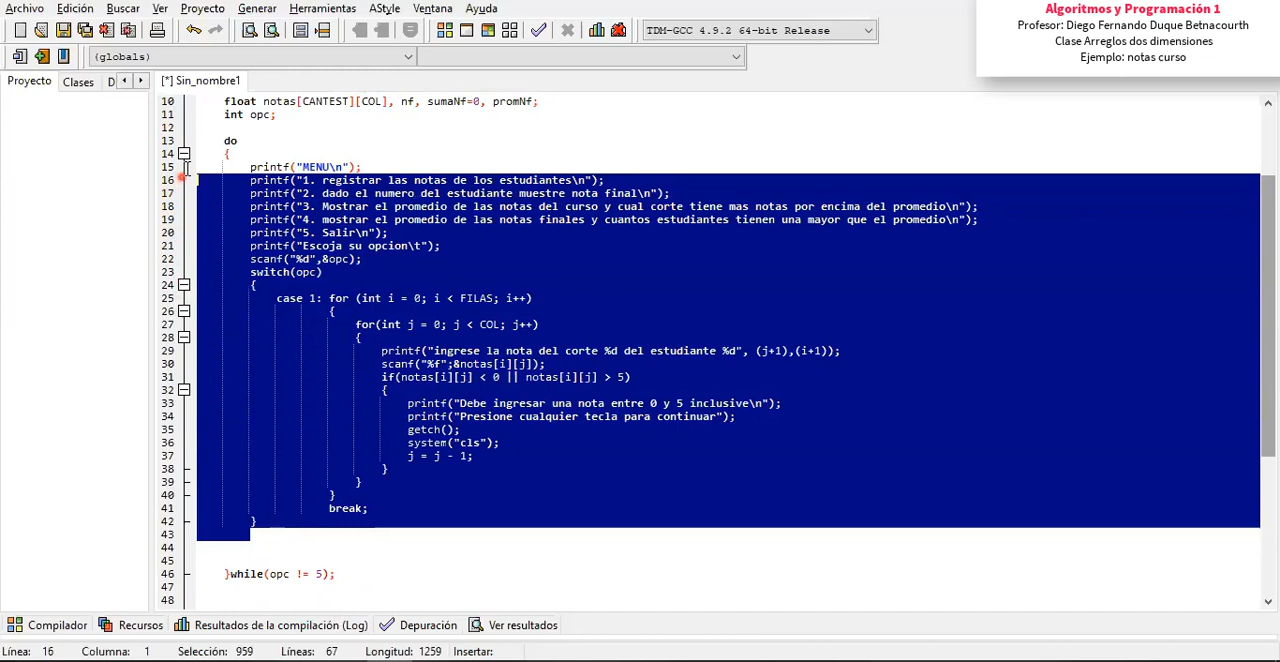 Archivo Edición Buscar Ver Proyecto Generar Herramientas AStyle Ventana Ayuda
Algoritmos y Programación 1
Profesor: Diego Fernando Duque Betnacourth
Clase Arreglos dos dimensiones
Ejemplo: notas curso
TDM-GCC 4.9.2 64-bit Release
(globals)
Proyecto Clases D
[*] Sin_nombre1
10 float notas[CANTEST][COL], nf, sumaNf=0, promNf;
11 int opc;
12
13 do
14 {
15 printf("MENU\n");
16 printf("1. registrar las notas de los estudiantes\n");
17 printf("2. dado el numero del estudiante muestre nota final\n");
18 printf("3. Mostrar el promedio de las notas del curso y cual corte tiene mas notas por encima del promedio\n");
19 printf("4. mostrar el promedio de las notas finales y cuantos estudiantes tienen una mayor que el promedio\n");
20 printf("5. Salir\n");
21 printf("Escoja su opcion\t");
22 scanf("%d",&opc);
23 switch(opc)
24 {
25 case 1: for (int i = 0; i < FILAS; i++)
26 {
27 for(int j = 0; j < COL; j++)
28 {
29 printf("ingrese la nota del corte %d del estudiante %d", (j+1),(i+1));
30 scanf("%f";&notas[i][j]);
31 if(notas[i][j] < 0 || notas[i][j] > 5)
32 {
33 printf("Debe ingresar una nota entre 0 y 5 inclusive\n");
34 printf("Presione cualquier tecla para continuar");
35 getch();
36 system("cls");
37 j = j - 1;
38 }
39 }
40 }
41 break;
42 }
43
44
45
46 }while(opc != 5);
47
48
Compilador Recursos Resultados de la compilación (Log) Depuración Ver resultados
Línea: 16 Columna: 1 Selección: 959 Líneas: 67 Longitud: 1259 Insertar: